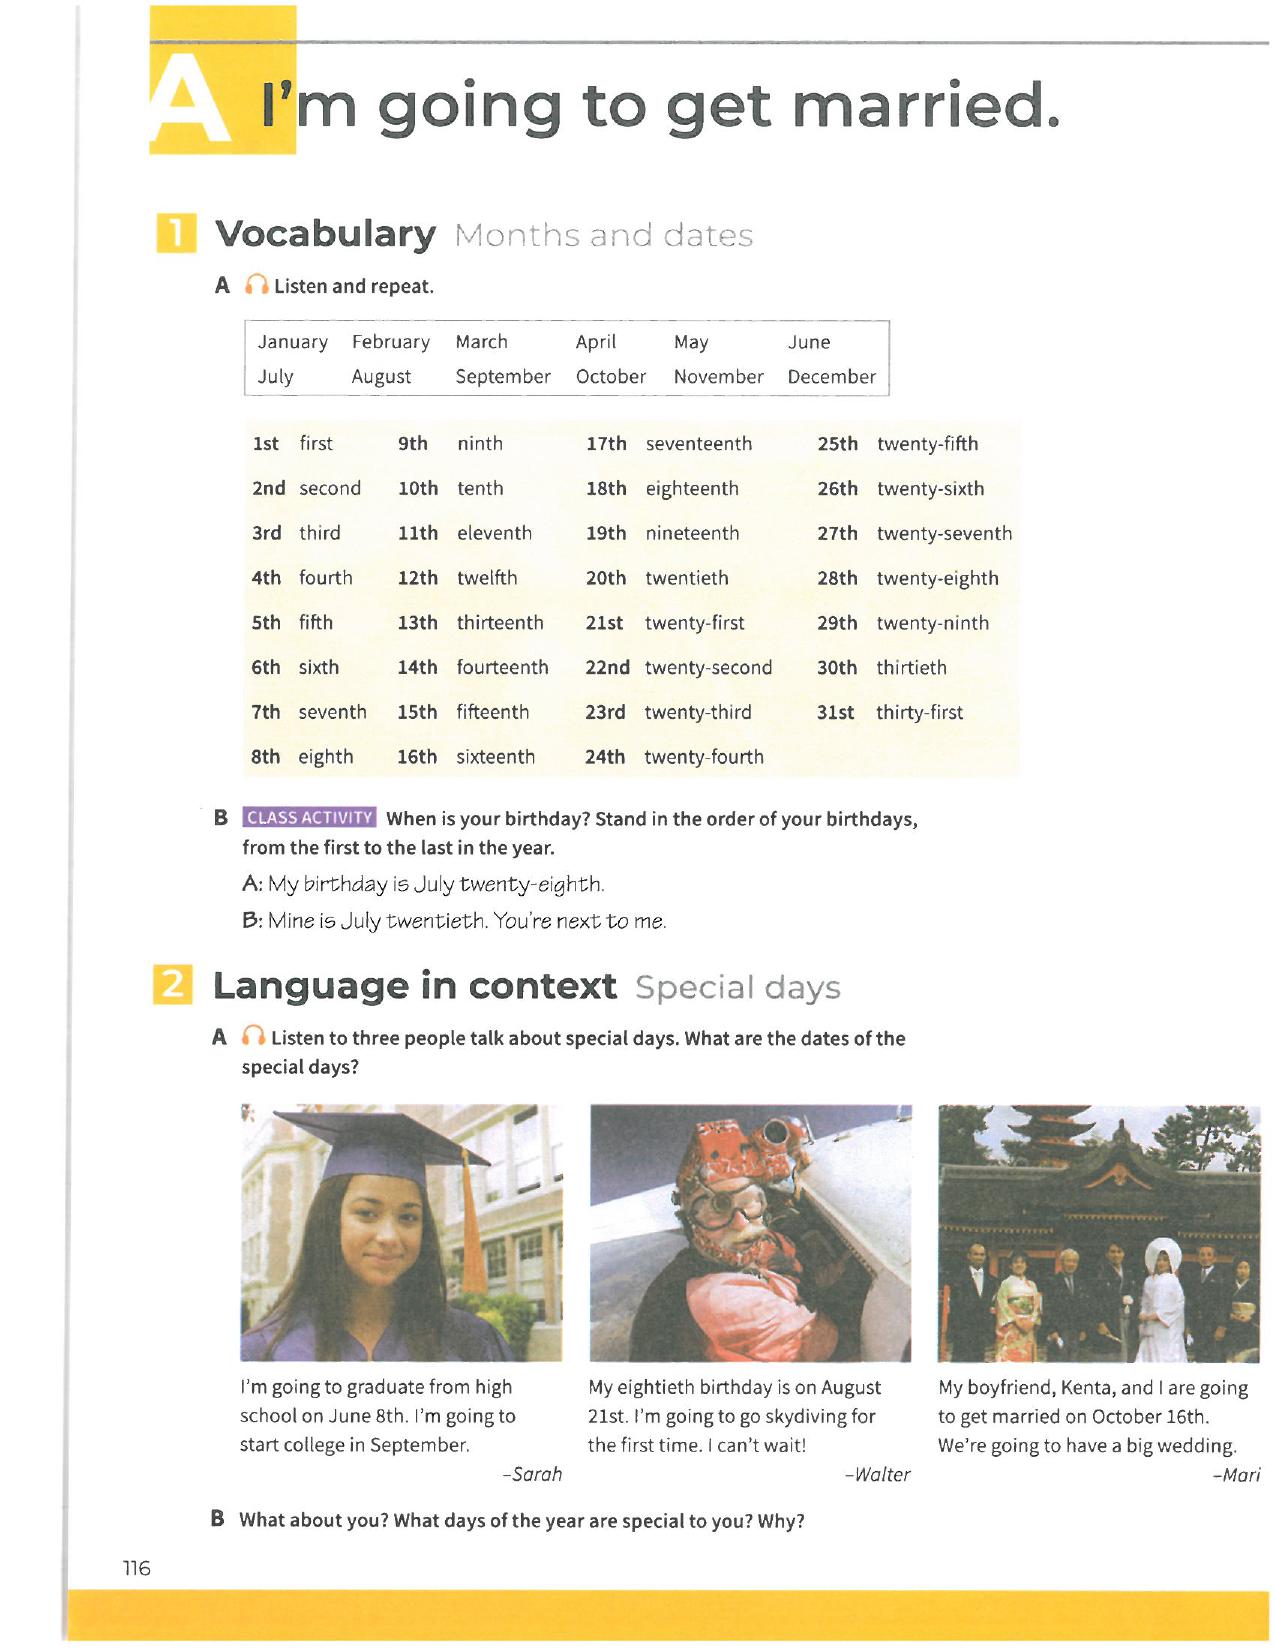 A I'm going to get married.
1 Vocabulary Months and dates
A Listen and repeat.
January February March April May June
July August September October November December
1st first 9th ninth 17th seventeenth 25th twenty-fifth
2nd second 10th tenth 18th eighteenth 26th twenty-sixth
3rd third 11th eleventh 19th nineteenth 27th twenty-seventh
4th fourth 12th twelfth 20th twentieth 28th twenty-eighth
5th fifth 13th thirteenth 21st twenty-first 29th twenty-ninth
6th sixth 14th fourteenth 22nd twenty-second 30th thirtieth
7th seventh 15th fifteenth 23rd twenty-third 31st thirty-first
8th eighth 16th sixteenth 24th twenty-fourth
B CLASS ACTIVITY When is your birthday? Stand in the order of your birthdays,
from the first to the last in the year.
A: My birthday is July twenty-eighth.
B: Mine is July twentieth. You're next to me.
2 Language in context Special days
A Listen to three people talk about special days. What are the dates of the
special days?
I'm going to graduate from high
school on June 8th. I'm going to
start college in September.
–Sarah
My eightieth birthday is on August
21st. I'm going to go skydiving for
the first time. I can't wait!
–Walter
My boyfriend, Kenta, and I are going
to get married on October 16th.
We're going to have a big wedding.
–Mari
B What about you? What days of the year are special to you? Why?
116